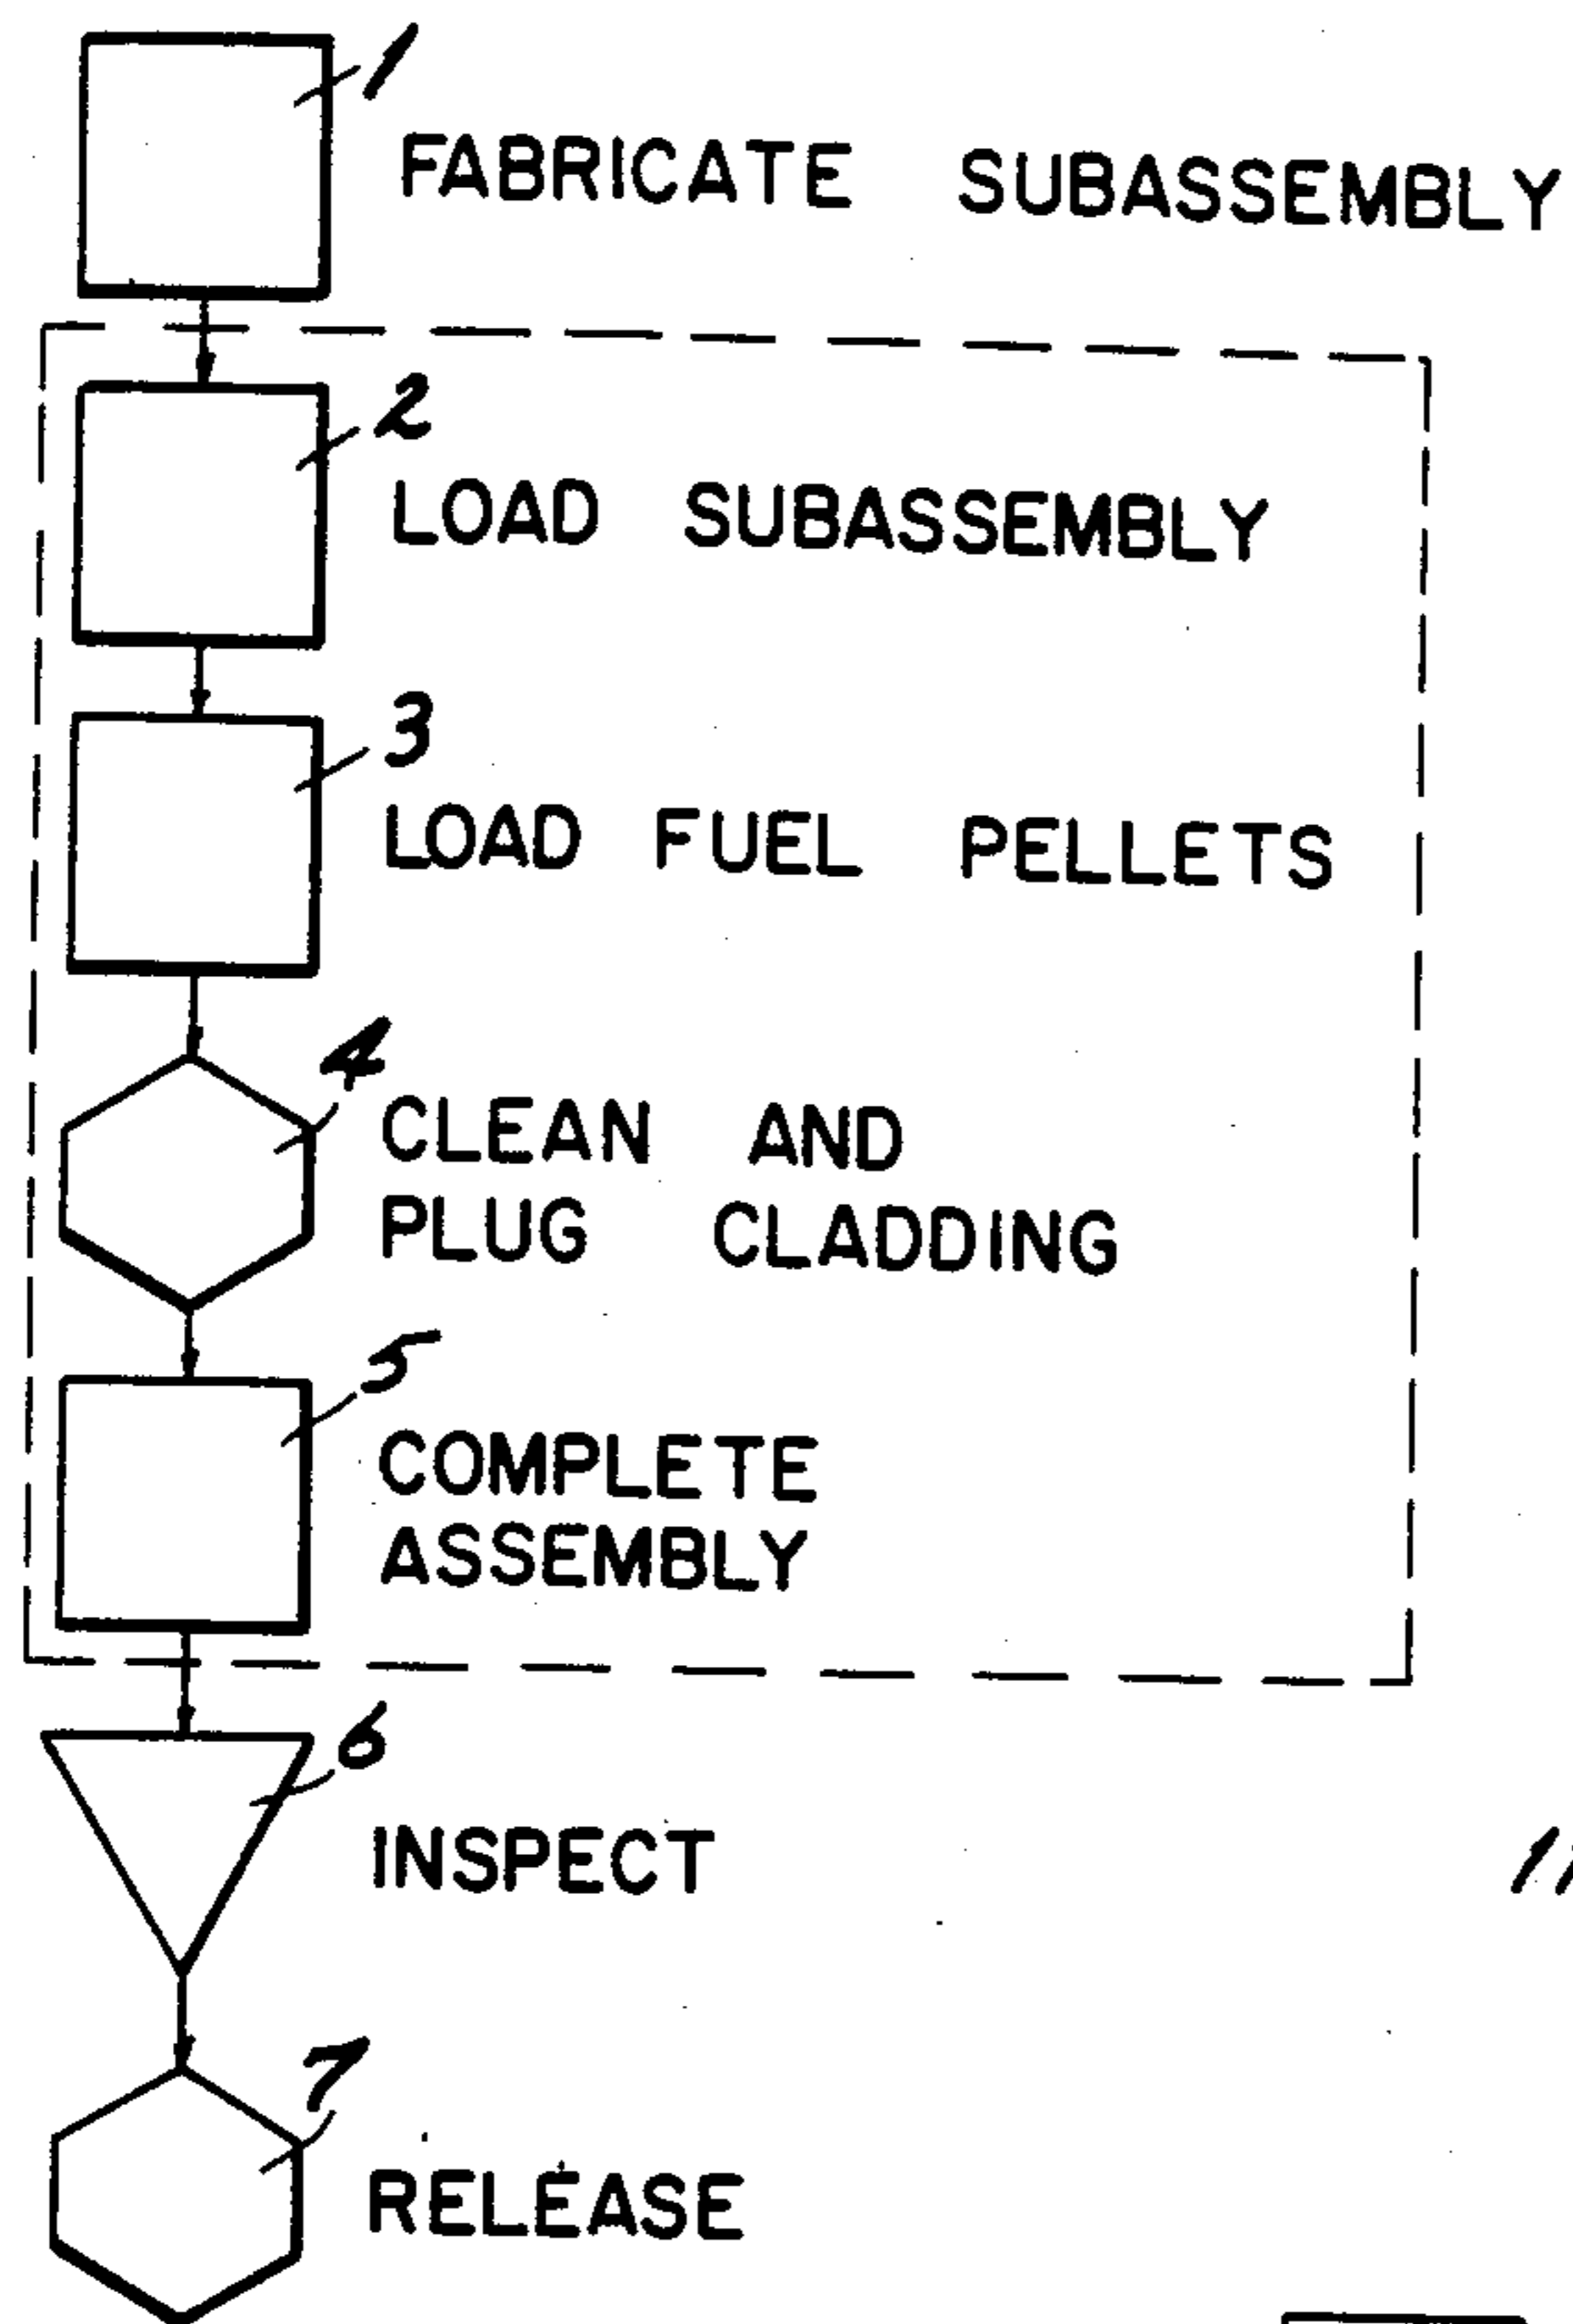 1
FABRICATE SUBASSEMBLY
2
LOAD SUBASSEMBLY
3
LOAD FUEL PELLETS
4
CLEAN AND
PLUG CLADDING
5
COMPLETE
ASSEMBLY
6
INSPECT
7
RELEASE